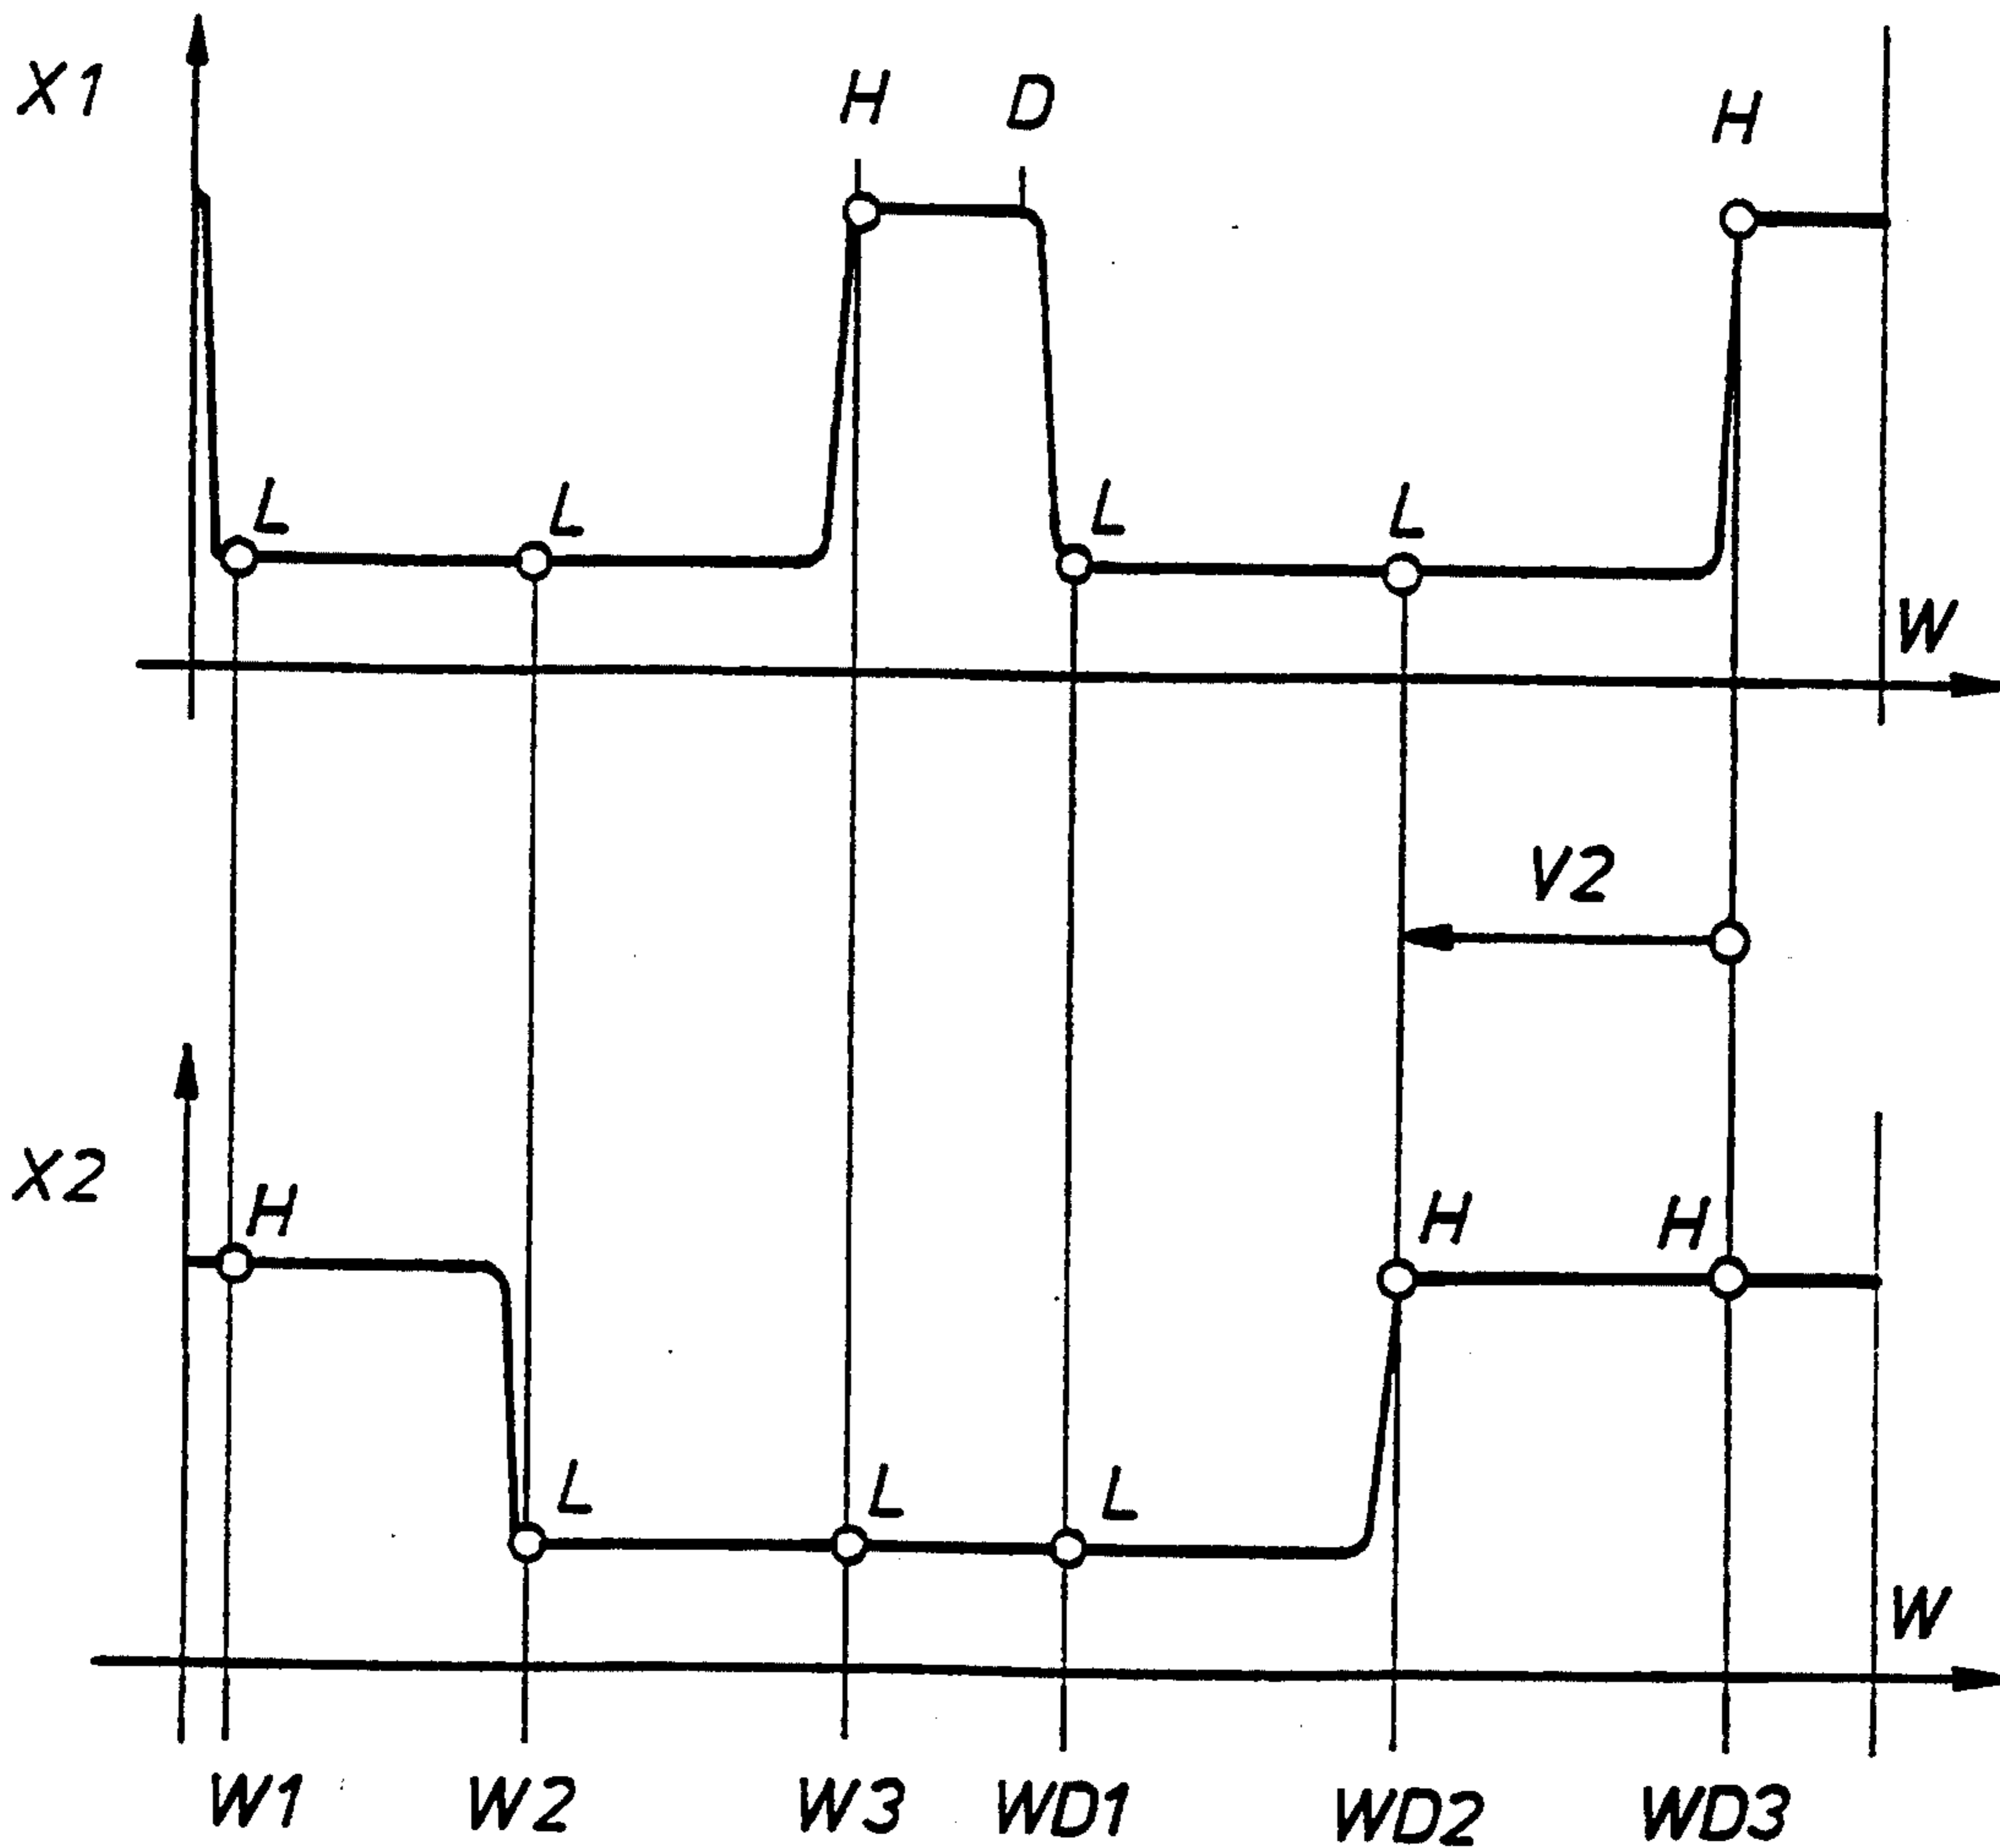 X1
H D H
L L L L
W
V2
X2
H H H
L L L
W
W1 W2 W3 WD1 WD2 WD3